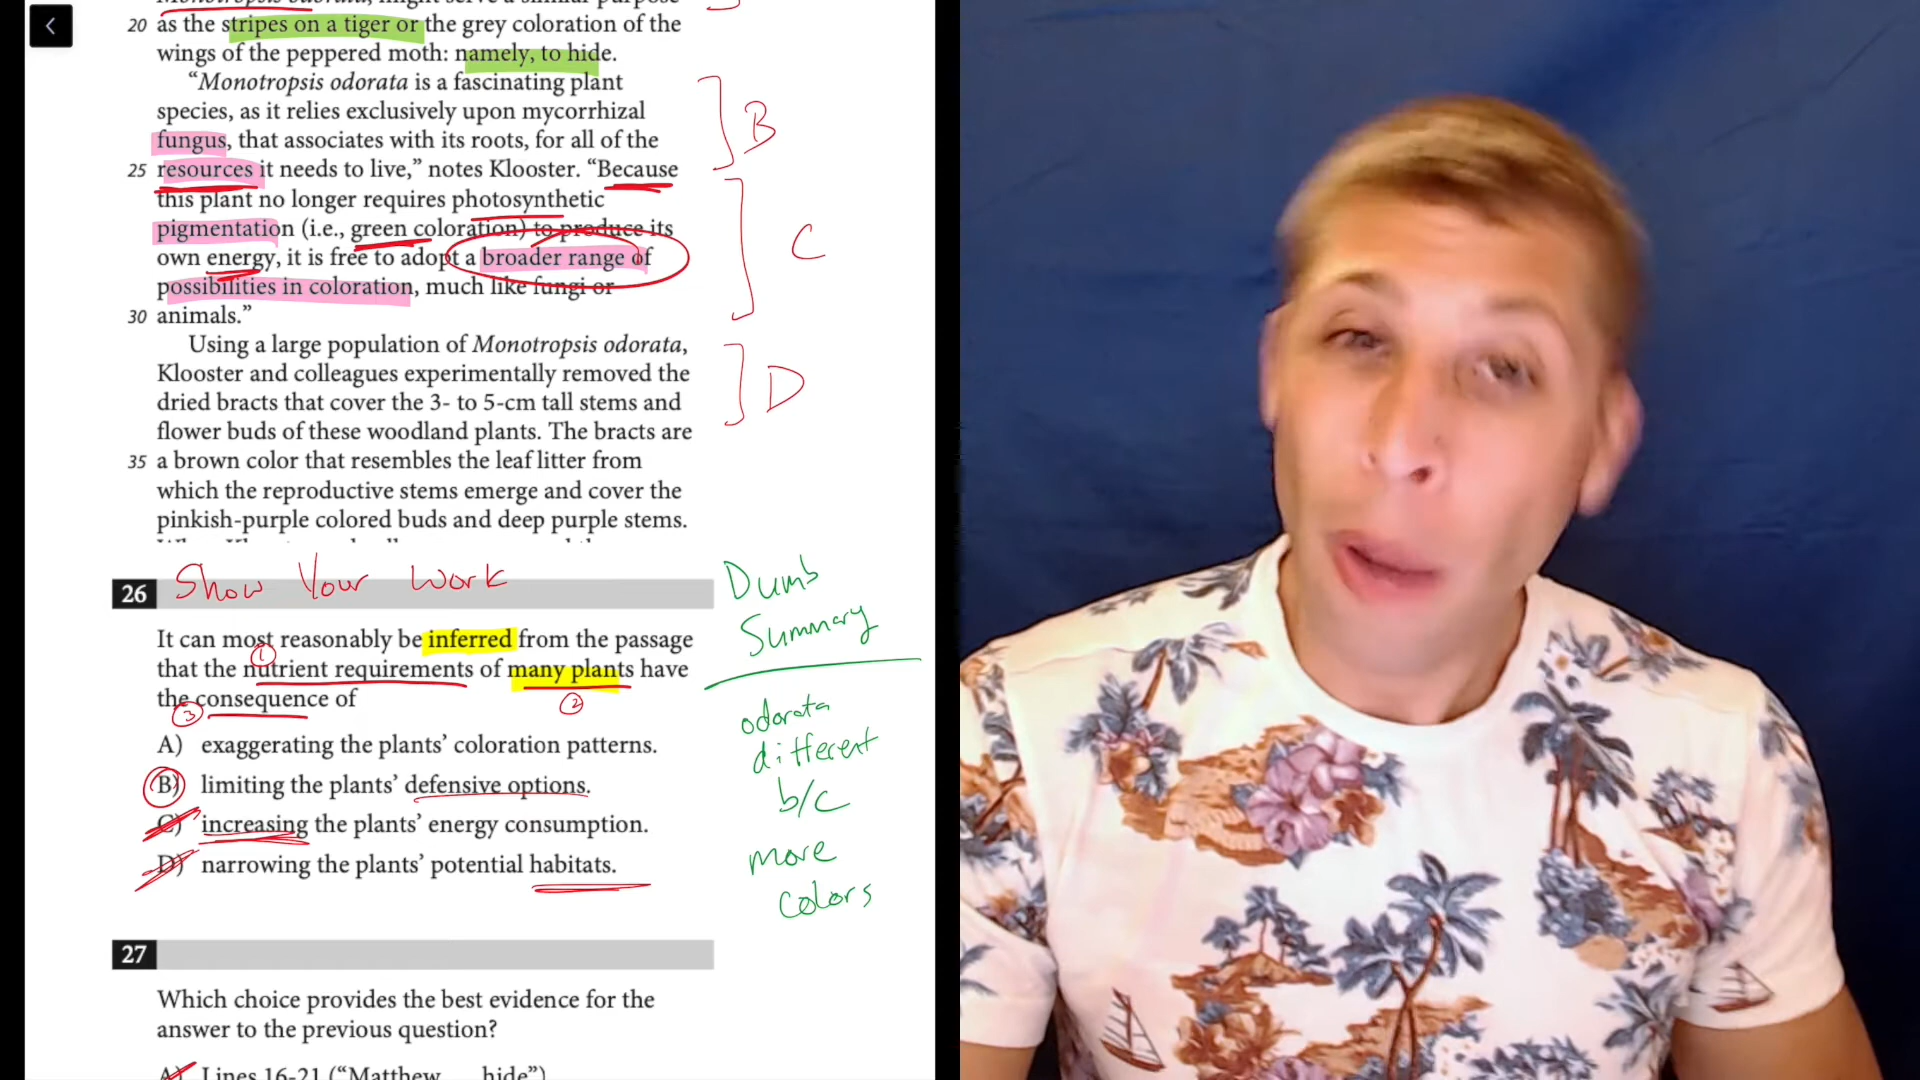 as the stripes on a tiger or the grey coloration of the
20
wings of the peppered moth: namely, to hide.
“Monotropsis odorata is a fascinating plant
species, as it relies exclusively upon mycorrhizal
fungus, that associates with its roots, for all of the
25 resources it needs to live,” notes Klooster. “Because
this plant no longer requires photosynthetic
pigmentation (i.e., green coloration) to produce its
own energy, it is free to adopt a broader range of
possibilities in coloration, much like fungi or
30 animals.”
B
C
Using a large population of Monotropsis odorata,
Klooster and colleagues experimentally removed the
dried bracts that cover the 3- to 5-cm tall stems and
flower buds of these woodland plants. The bracts are
35 a brown color that resembles the leaf litter from
which the reproductive stems emerge and cover the
pinkish-purple colored buds and deep purple stems.
D
26 Show Your Work
It can most reasonably be inferred from the passage
that the nutrient requirements of many plants have
the consequence of
1
2
3
A) exaggerating the plants’ coloration patterns.
B) limiting the plants’ defensive options.
C) increasing the plants’ energy consumption.
D) narrowing the plants’ potential habitats.
Dumb
Summary
odorata
different
b/c
more
colors
27
Which choice provides the best evidence for the
answer to the previous question?
A) Lines 16-21 (“Matthew . . . hide”)